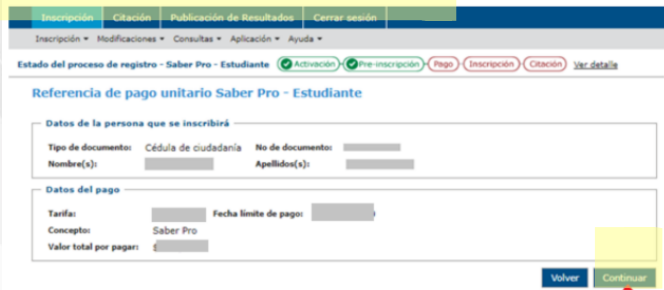 Inscripción Citación Publicación de Resultados Cerrar sesión
Inscripción Modificaciones Consultas Aplicación Ayuda
Estado del proceso de registro - Saber Pro - Estudiante Activación Pre-inscripción Pago Inscripción Citación Ver detalle
Referencia de pago unitario Saber Pro - Estudiante
Datos de la persona que se inscribirá
Tipo de documento: Cédula de ciudadanía No de documento:
Nombre(s): Apellidos(s):
Datos del pago
Tarifa: Fecha límite de pago:
Concepto: Saber Pro
Valor total por pagar:
Volver Continuar